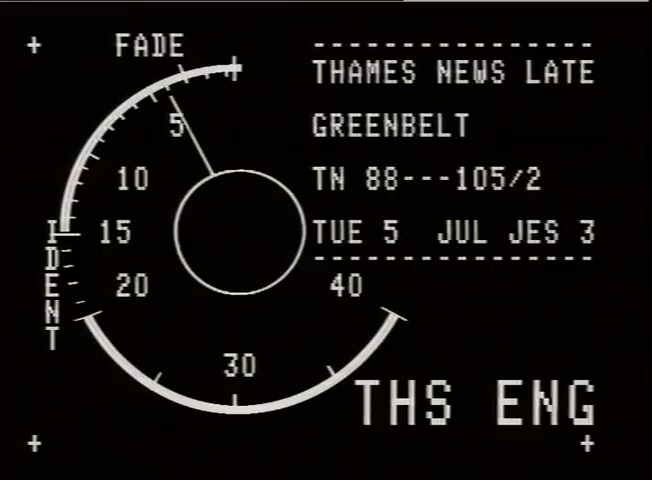 FADE
THAMES NEWS LATE
GREENBELT
TN 88---105/2
TUE 5 JUL JES 3
5
10
15
20
30
40
IDENT
THS ENG